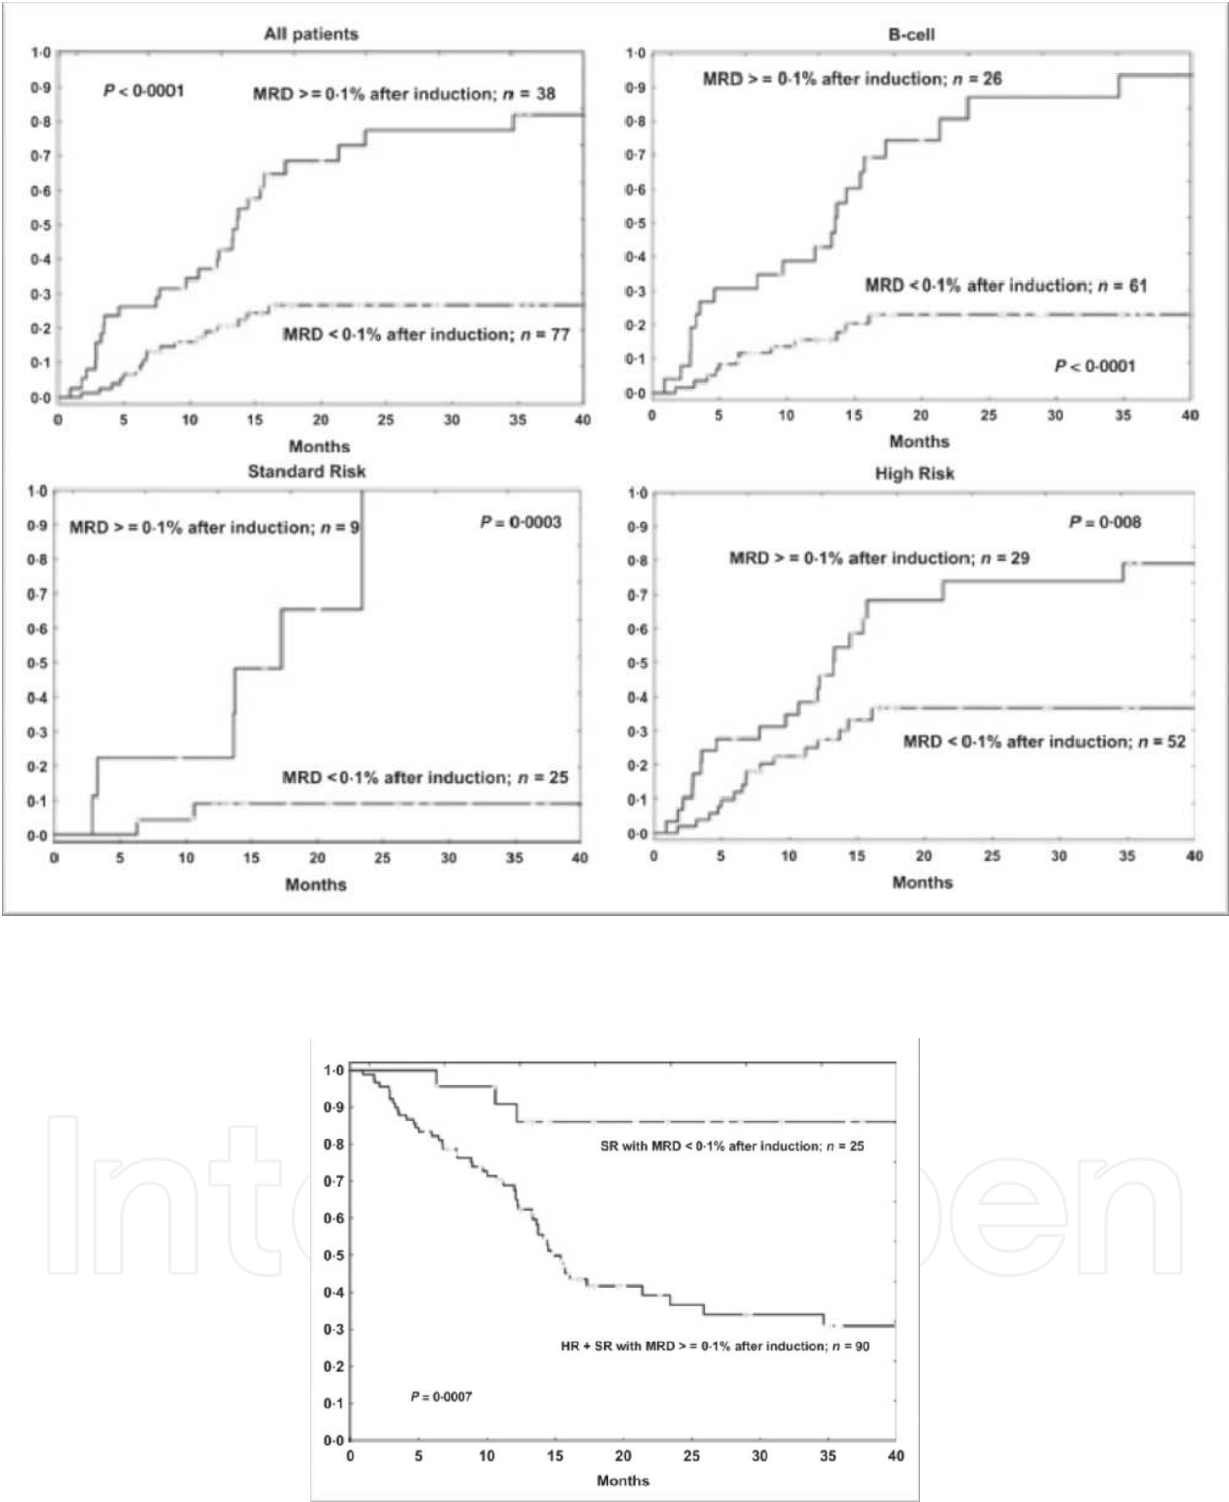 All patients
1·0
0·9
0·8
0·7
0·6
0·5
0·4
0·3
0·2
0·1
0·0
P < 0·0001
MRD > = 0·1% after induction; n = 38
MRD < 0·1% after induction; n = 77
0 5 10 15 20 25 30 35 40
Months
B-cell
1·0
0·9
0·8
0·7
0·6
0·5
0·4
0·3
0·2
0·1
0·0
MRD > = 0·1% after induction; n = 26
MRD < 0·1% after induction; n = 61
P < 0·0001
0 5 10 15 20 25 30 35 40
Months
Standard Risk
1·0
0·9
0·8
0·7
0·6
0·5
0·4
0·3
0·2
0·1
0·0
MRD > = 0·1% after induction; n = 9
P = 0·0003
MRD < 0·1% after induction; n = 25
0 5 10 15 20 25 30 35 40
Months
High Risk
1·0
0·9
0·8
0·7
0·6
0·5
0·4
0·3
0·2
0·1
0·0
P = 0·008
MRD > = 0·1% after induction; n = 29
MRD < 0·1% after induction; n = 52
0 5 10 15 20 25 30 35 40
Months
1·0
0·9
0·8
0·7
0·6
0·5
0·4
0·3
0·2
0·1
0·0
SR with MRD < 0·1% after induction; n = 25
HR + SR with MRD > = 0·1% after induction; n = 90
P = 0·0007
0 5 10 15 20 25 30 35 40
Months